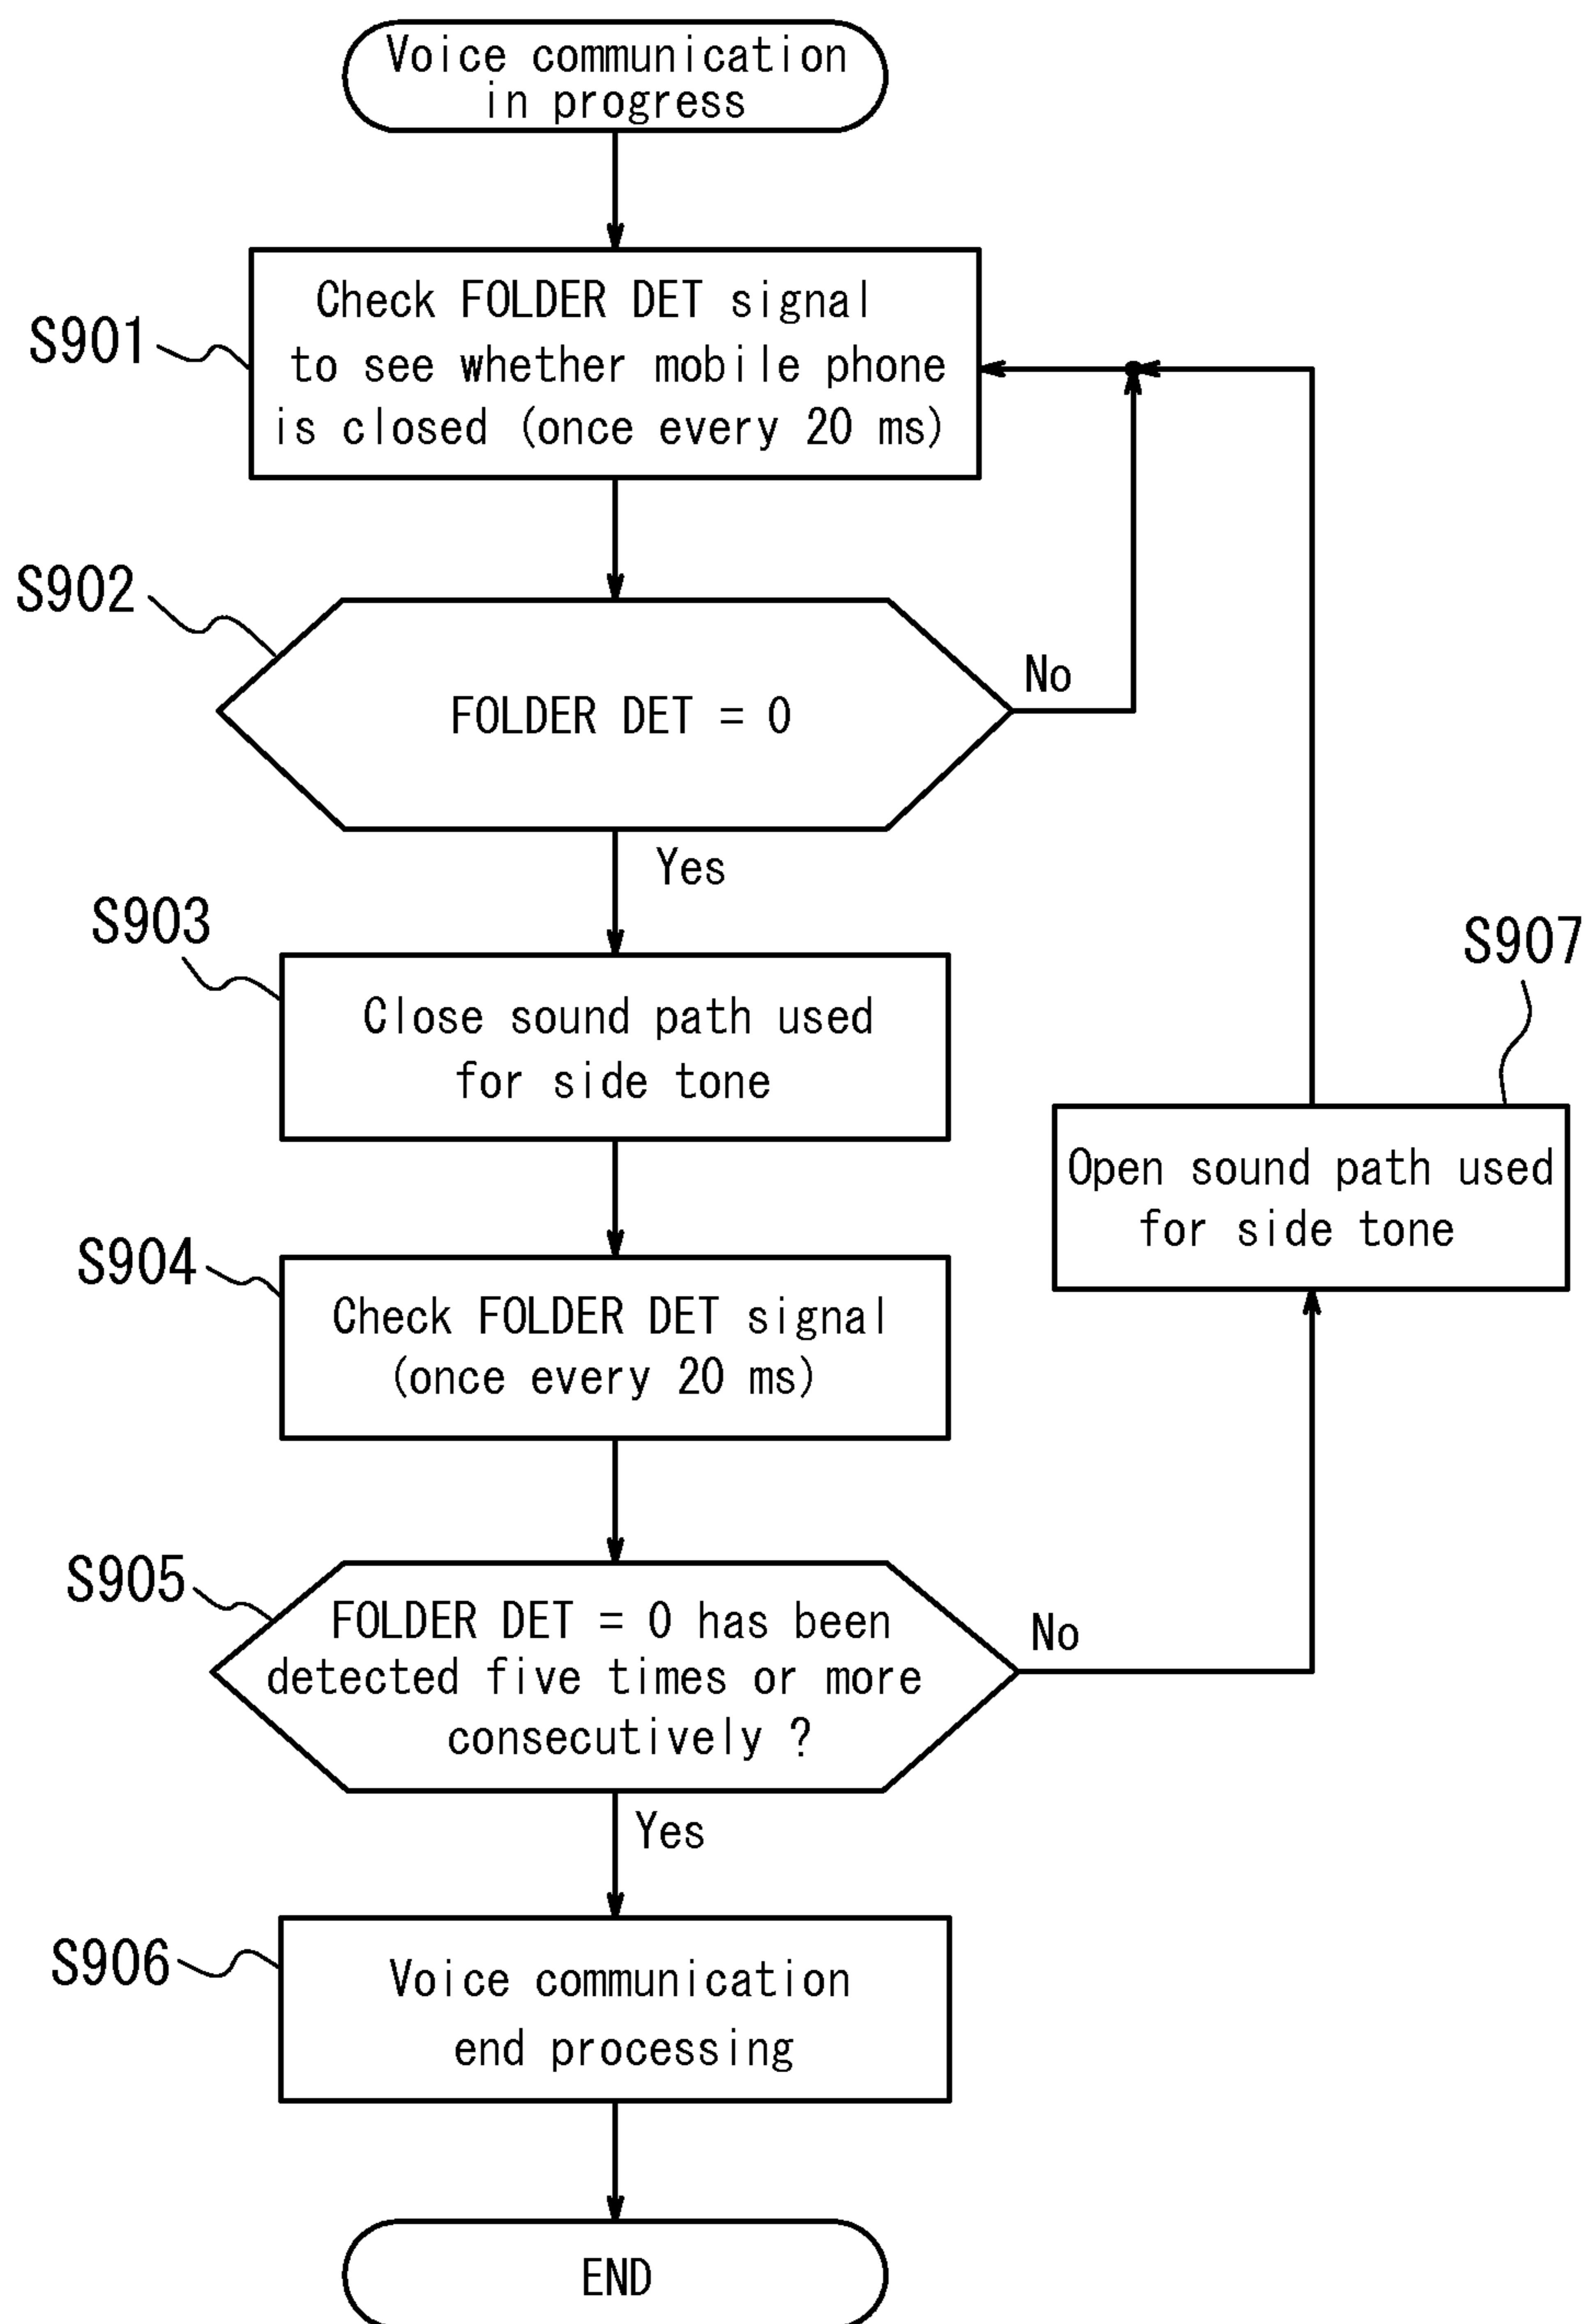 Voice communication
in progress
S901
Check FOLDER DET signal
to see whether mobile phone
is closed (once every 20 ms)
S902
FOLDER DET = 0
No
Yes
S903
Close sound path used
for side tone
S907
Open sound path used
for side tone
S904
Check FOLDER DET signal
(once every 20 ms)
S905
FOLDER DET = 0 has been
detected five times or more
consecutively ?
No
Yes
S906
Voice communication
end processing
END